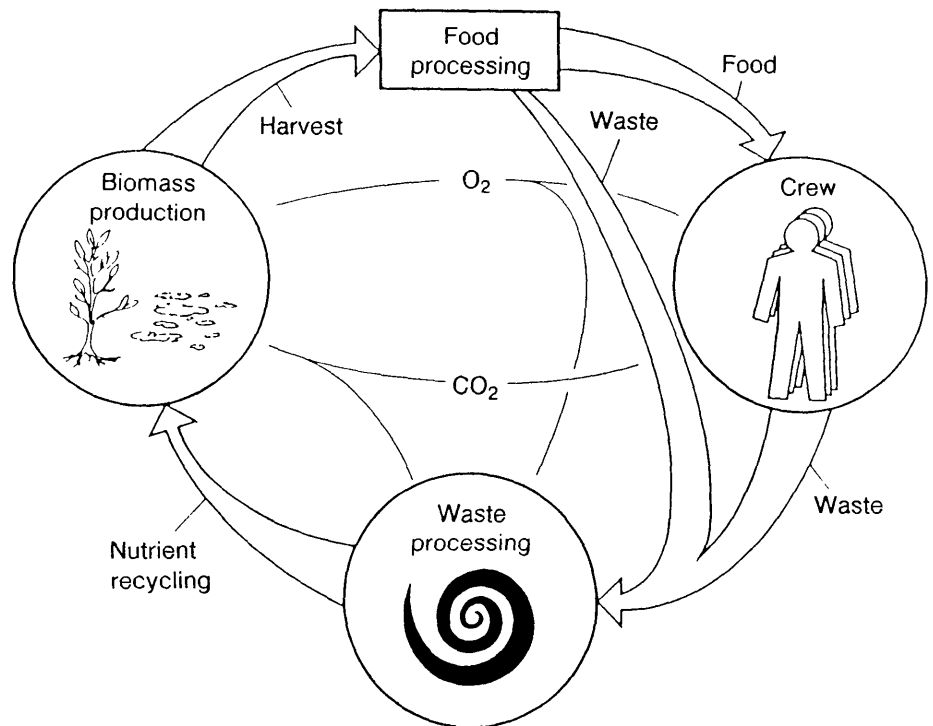 Food
processing
Food
Harvest
Waste
Biomass
production
O₂
Crew
CO₂
Waste
processing
Waste
Nutrient
recycling